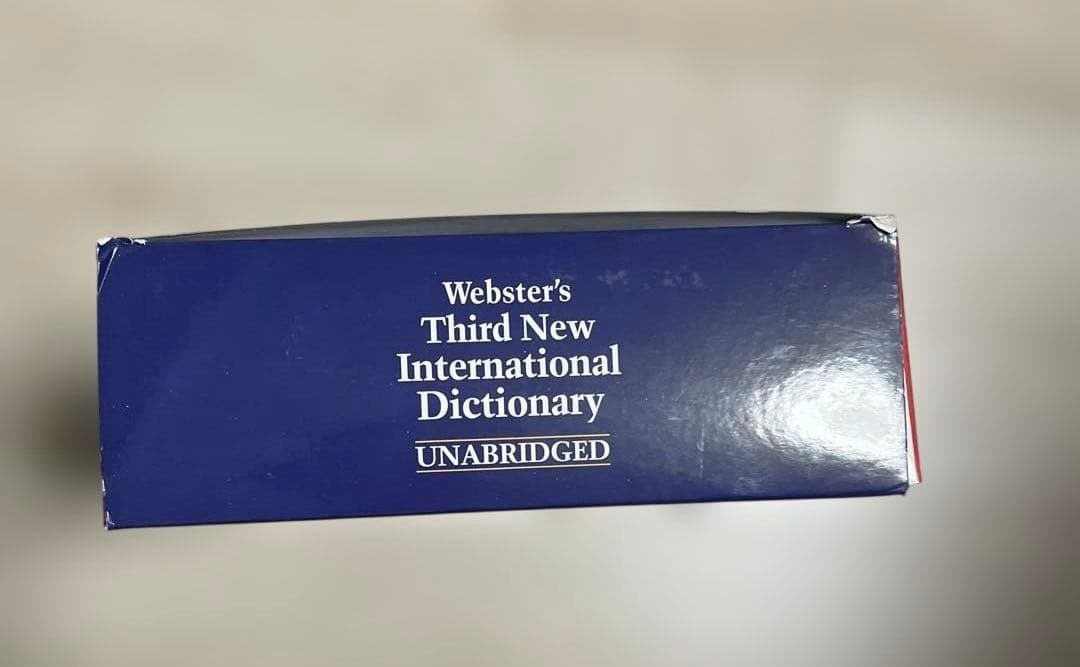 Webster's
Third New
International
Dictionary
UNABRIDGED